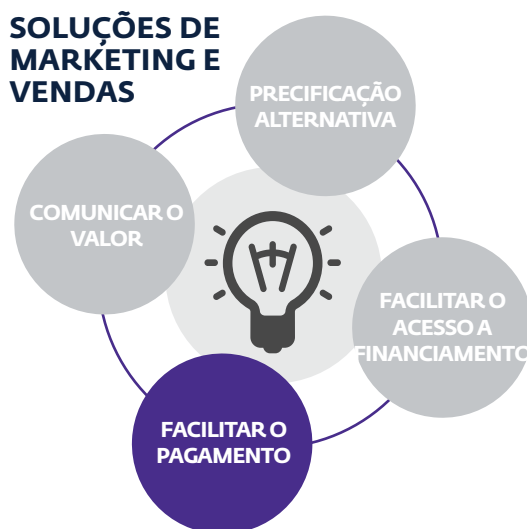 SOLUÇÕES DE
MARKETING E
VENDAS
PRECIFICAÇÃO
ALTERNATIVA
COMUNICAR O
VALOR
FACILITAR O
ACESSO A
FINANCIAMENTO
FACILITAR O
PAGAMENTO